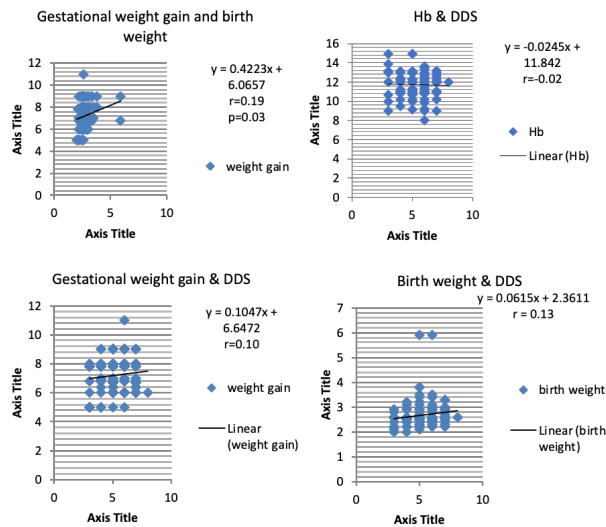 Gestational weight gain and birth
weight
y = 0.4223x +
6.0657
r=0.19
p=0.03
Axis Title
12
10
8
6
4
2
0
0 5 10
Axis Title
weight gain
Hb & DDS
y = -0.0245x +
11.842
r=-0.02
Axis Title
16
14
12
10
8
6
4
2
0
0 5 10
Axis Title
Hb
Linear (Hb)
Gestational weight gain & DDS
y = 0.1047x +
6.6472
r=0.10
Axis Title
12
10
8
6
4
2
0
0 5 10
Axis Title
weight gain
Linear
(weight gain)
Birth weight & DDS
y = 0.0615x + 2.3611
r = 0.13
Axis Title
7
6
5
4
3
2
1
0
0 5 10
Axis Title
birth weight
Linear (birth
weight)